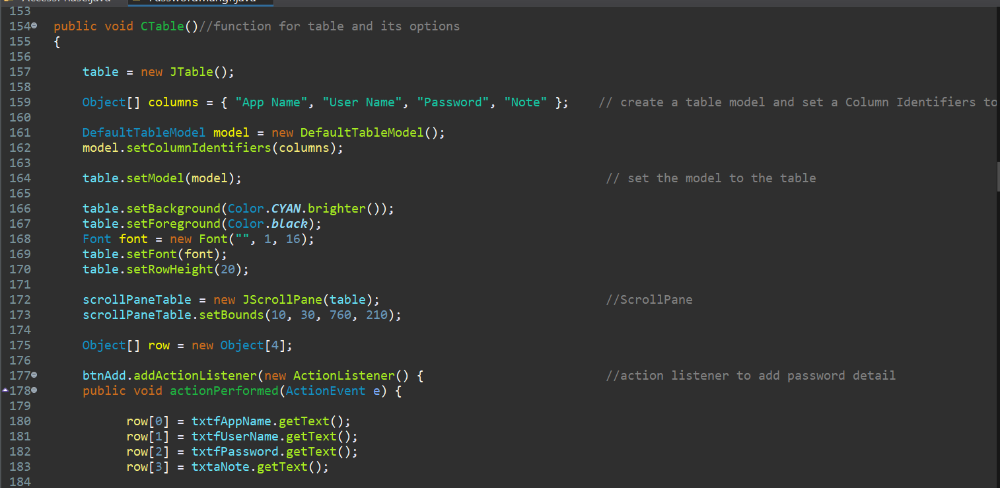 153
154 public void CTable()//function for table and its options
155 {
156
157 table = new JTable();
158
159 Object[] columns = { "App Name", "User Name", "Password", "Note" }; // create a table model and set a Column Identifiers to
160
161 DefaultTableModel model = new DefaultTableModel();
162 model.setColumnIdentifiers(columns);
163
164 table.setModel(model); // set the model to the table
165
166 table.setBackground(Color.CYAN.brighter());
167 table.setForeground(Color.black);
168 Font font = new Font("", 1, 16);
169 table.setFont(font);
170 table.setRowHeight(20);
171
172 scrollPaneTable = new JScrollPane(table); //ScrollPane
173 scrollPaneTable.setBounds(10, 30, 760, 210);
174
175 Object[] row = new Object[4];
176
177 btnAdd.addActionListener(new ActionListener() { //action listener to add password detail
178 public void actionPerformed(ActionEvent e) {
179
180 row[0] = txtfAppName.getText();
181 row[1] = txtfUserName.getText();
182 row[2] = txtfPassword.getText();
183 row[3] = txtaNote.getText();
184